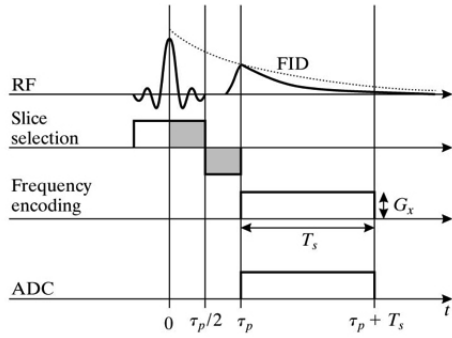 FID
RF
Slice
selection
Frequency
encoding
G_x
T_s
ADC
t
0 τ_p/2 τ_p τ_p + T_s